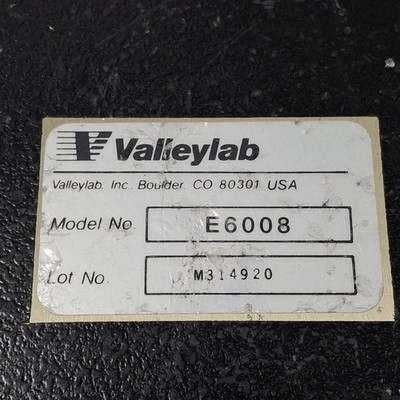 Valleylab
Valleylab. Inc. Boulder. CO 80301 USA
Model No E6008
Lot No. M314920